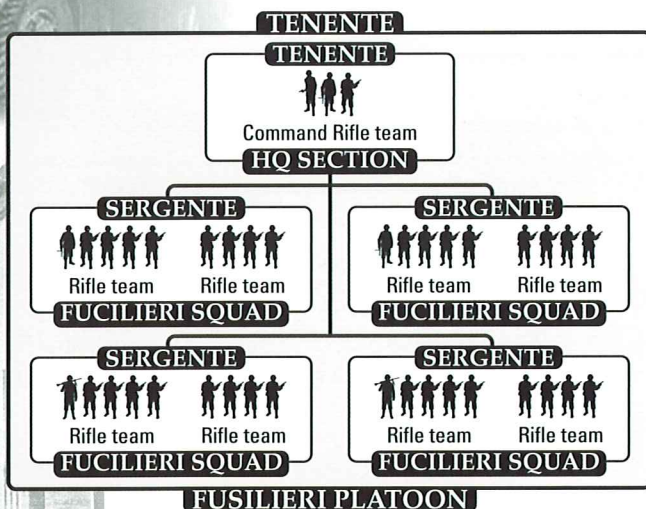 TENENTE
TENENTE
Command Rifle team
HQ SECTION
SERGENTE SERGENTE
Rifle team Rifle team Rifle team Rifle team
FUCILIERI SQUAD FUCILIERI SQUAD
SERGENTE SERGENTE
Rifle team Rifle team Rifle team Rifle team
FUCILIERI SQUAD FUCILIERI SQUAD
FUSILIERI PLATOON